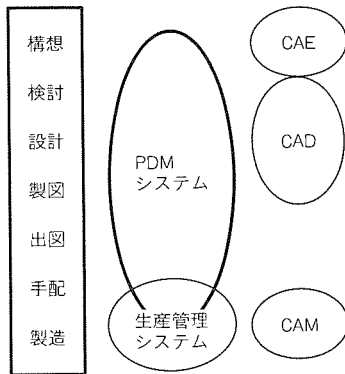 構想
検討
設計
製図
出図
手配
製造
PDM
システム
生産管理
システム
CAE
CAD
CAM